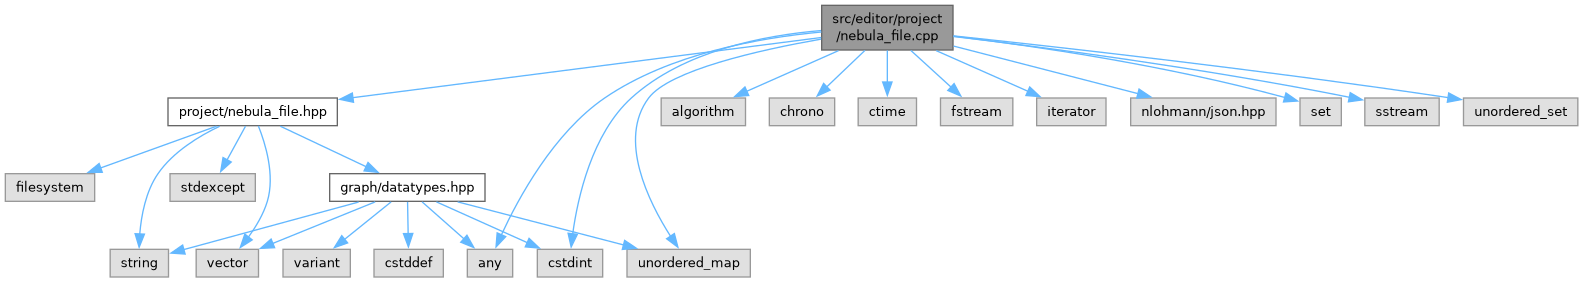 src/editor/project
/nebula_file.cpp
project/nebula_file.hpp
algorithm
chrono
ctime
fstream
iterator
nlohmann/json.hpp
set
sstream
unordered_set
filesystem
stdexcept
graph/datatypes.hpp
string
vector
variant
cstddef
any
cstdint
unordered_map